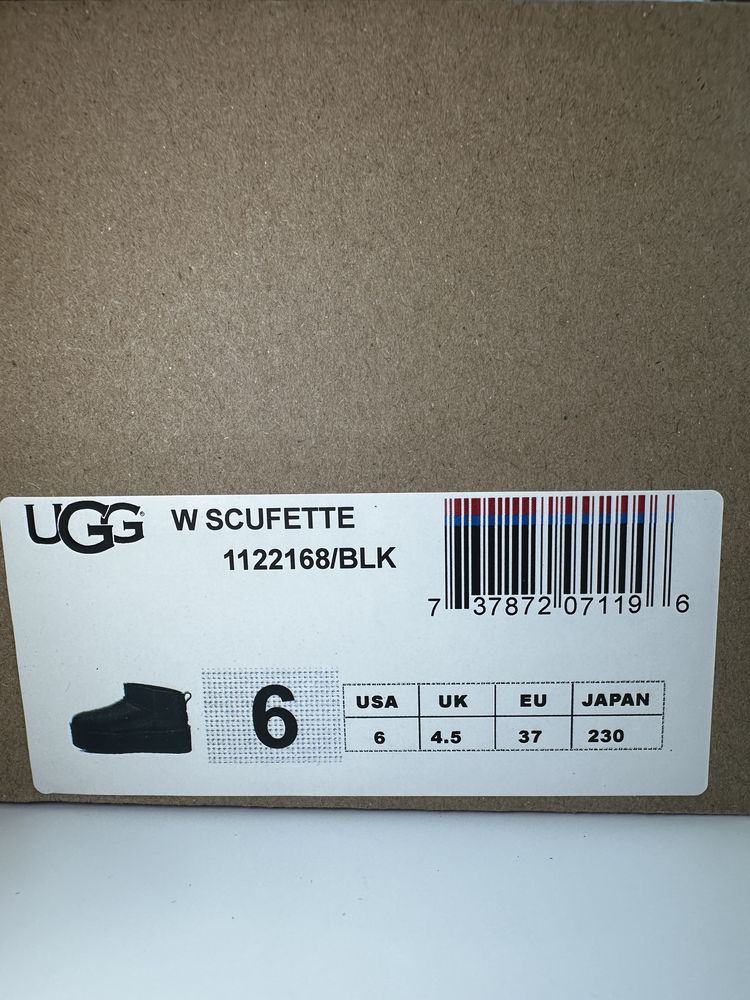 UGG® W SCUFETTE
1122168/BLK
7 37872 07119 6
6
USA UK EU JAPAN
6 4.5 37 230